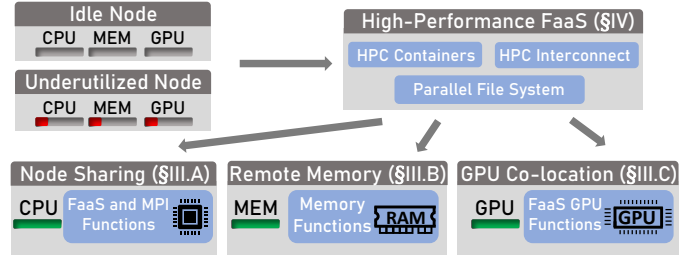 Idle Node
CPU MEM GPU
Underutilized Node
CPU MEM GPU
High-Performance FaaS (§IV)
HPC Containers
HPC Interconnect
Parallel File System
Node Sharing (§III.A)
CPU
FaaS and MPI
Functions
Remote Memory (§III.B)
MEM
Memory
Functions
RAM
GPU Co-location (§III.C)
GPU
FaaS GPU
Functions
GPU